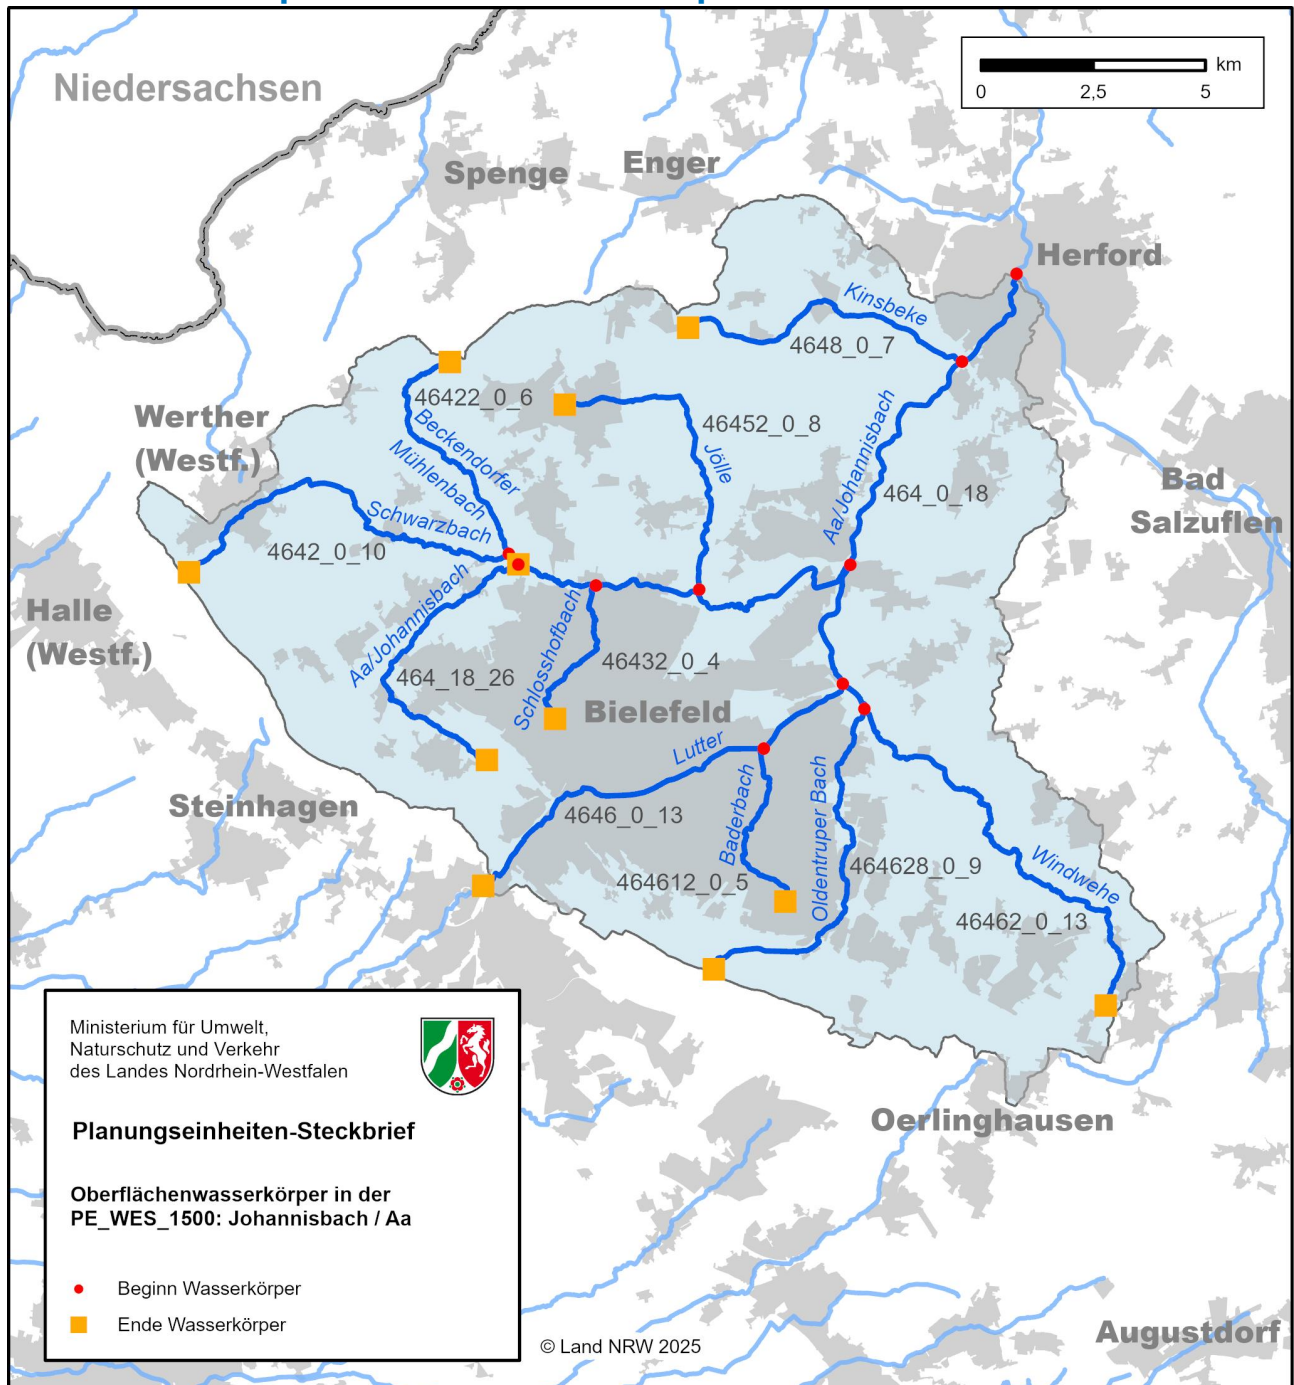 Niedersachsen
km
0 2,5 5
Spenge
Enger
Herford
Kinsbeke
4648_0_7
46422_0_6
Werther
(Westf.)
Beckendorfer
Mühlenbach
46452_0_8
Jölle
Aa/Johannisbach
464_0_18
Bad
Salzuflen
Schwarzbach
4642_0_10
Halle
(Westf.)
Aa/Johannisbach
464_18_26
Schlosshofbach
46432_0_4
Bielefeld
Lutter
Steinhagen
4646_0_13
Baderbach
464612_0_5
Oldentruper Bach
464628_0_9
Windwehe
46462_0_13
Oerlinghausen
Augustdorf
Ministerium für Umwelt,
Naturschutz und Verkehr
des Landes Nordrhein-Westfalen
Planungseinheiten-Steckbrief
Oberflächenwasserkörper in der
PE_WES_1500: Johannisbach / Aa
Beginn Wasserkörper
Ende Wasserkörper
© Land NRW 2025